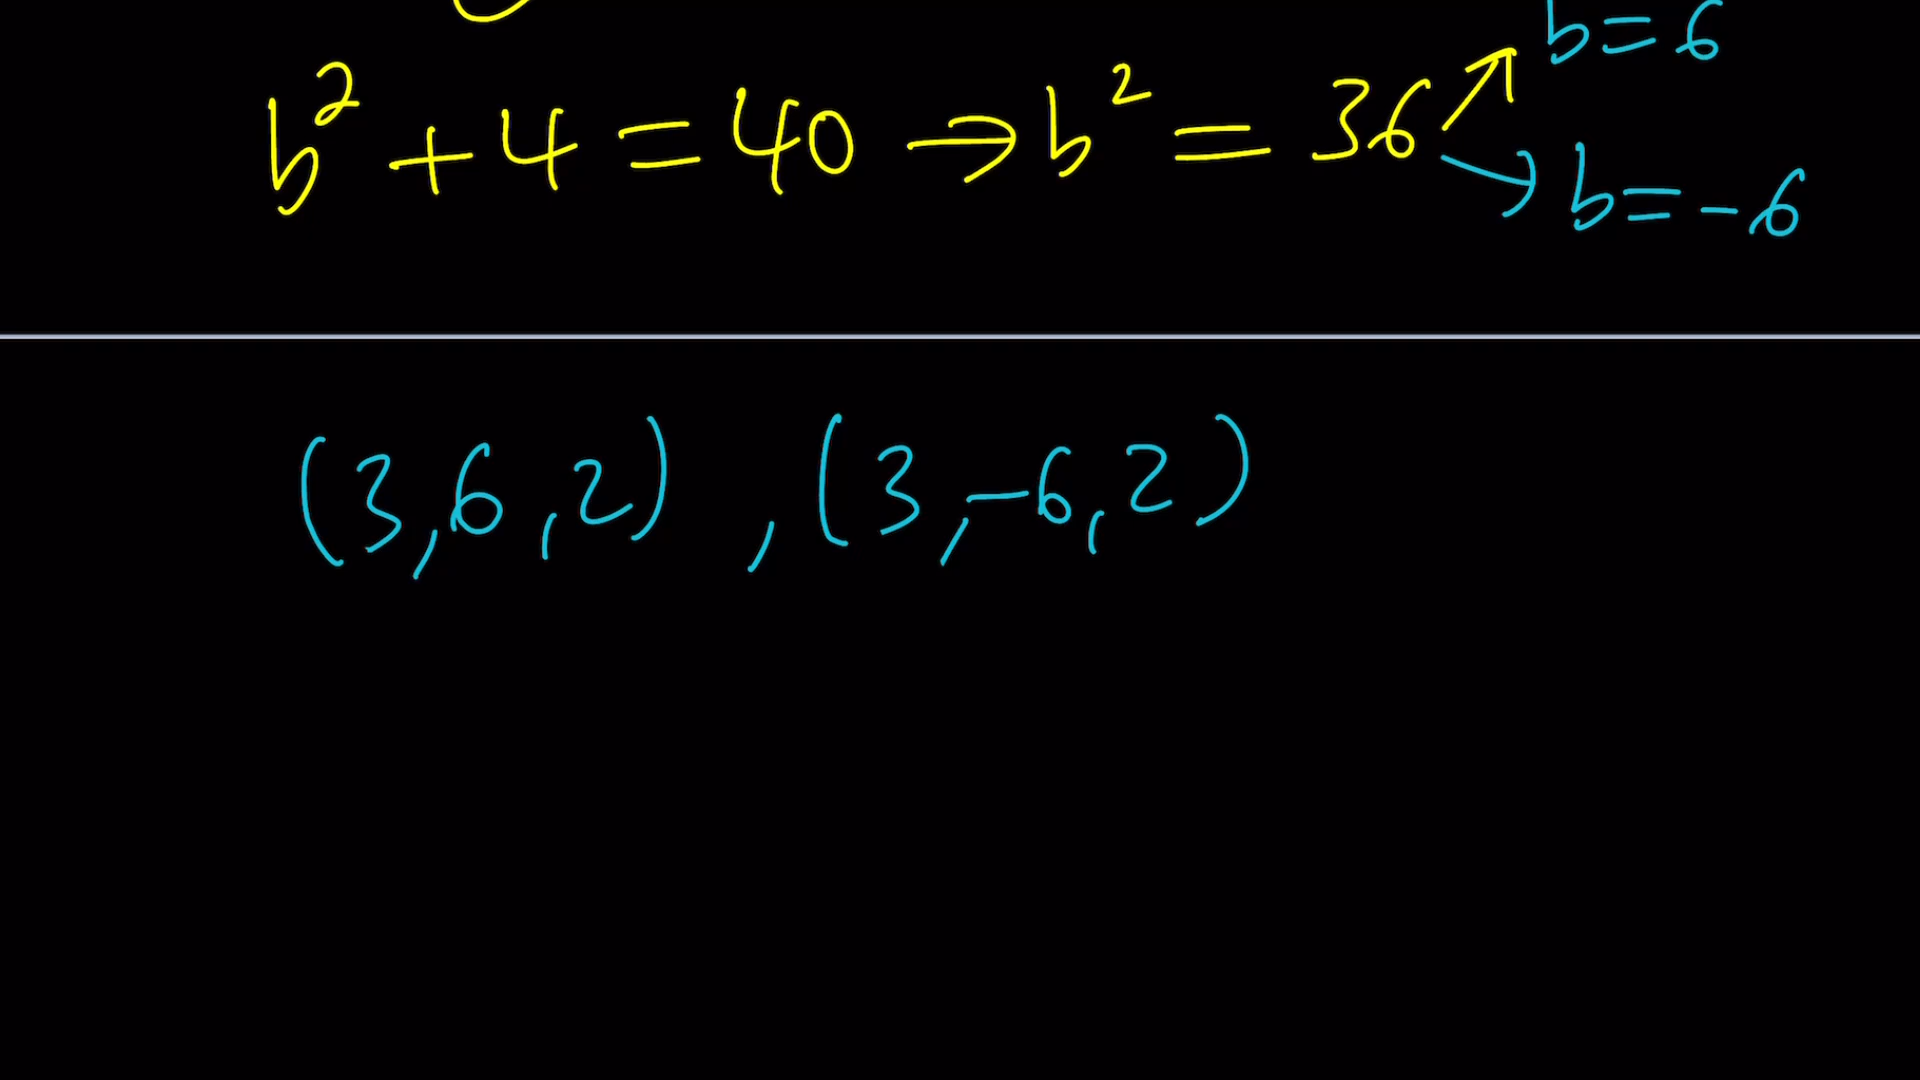 b² + 4 = 40 → b² = 36 ↗ b = 6
→ b = -6
(3, 6, 2) , (3, -6, 2)